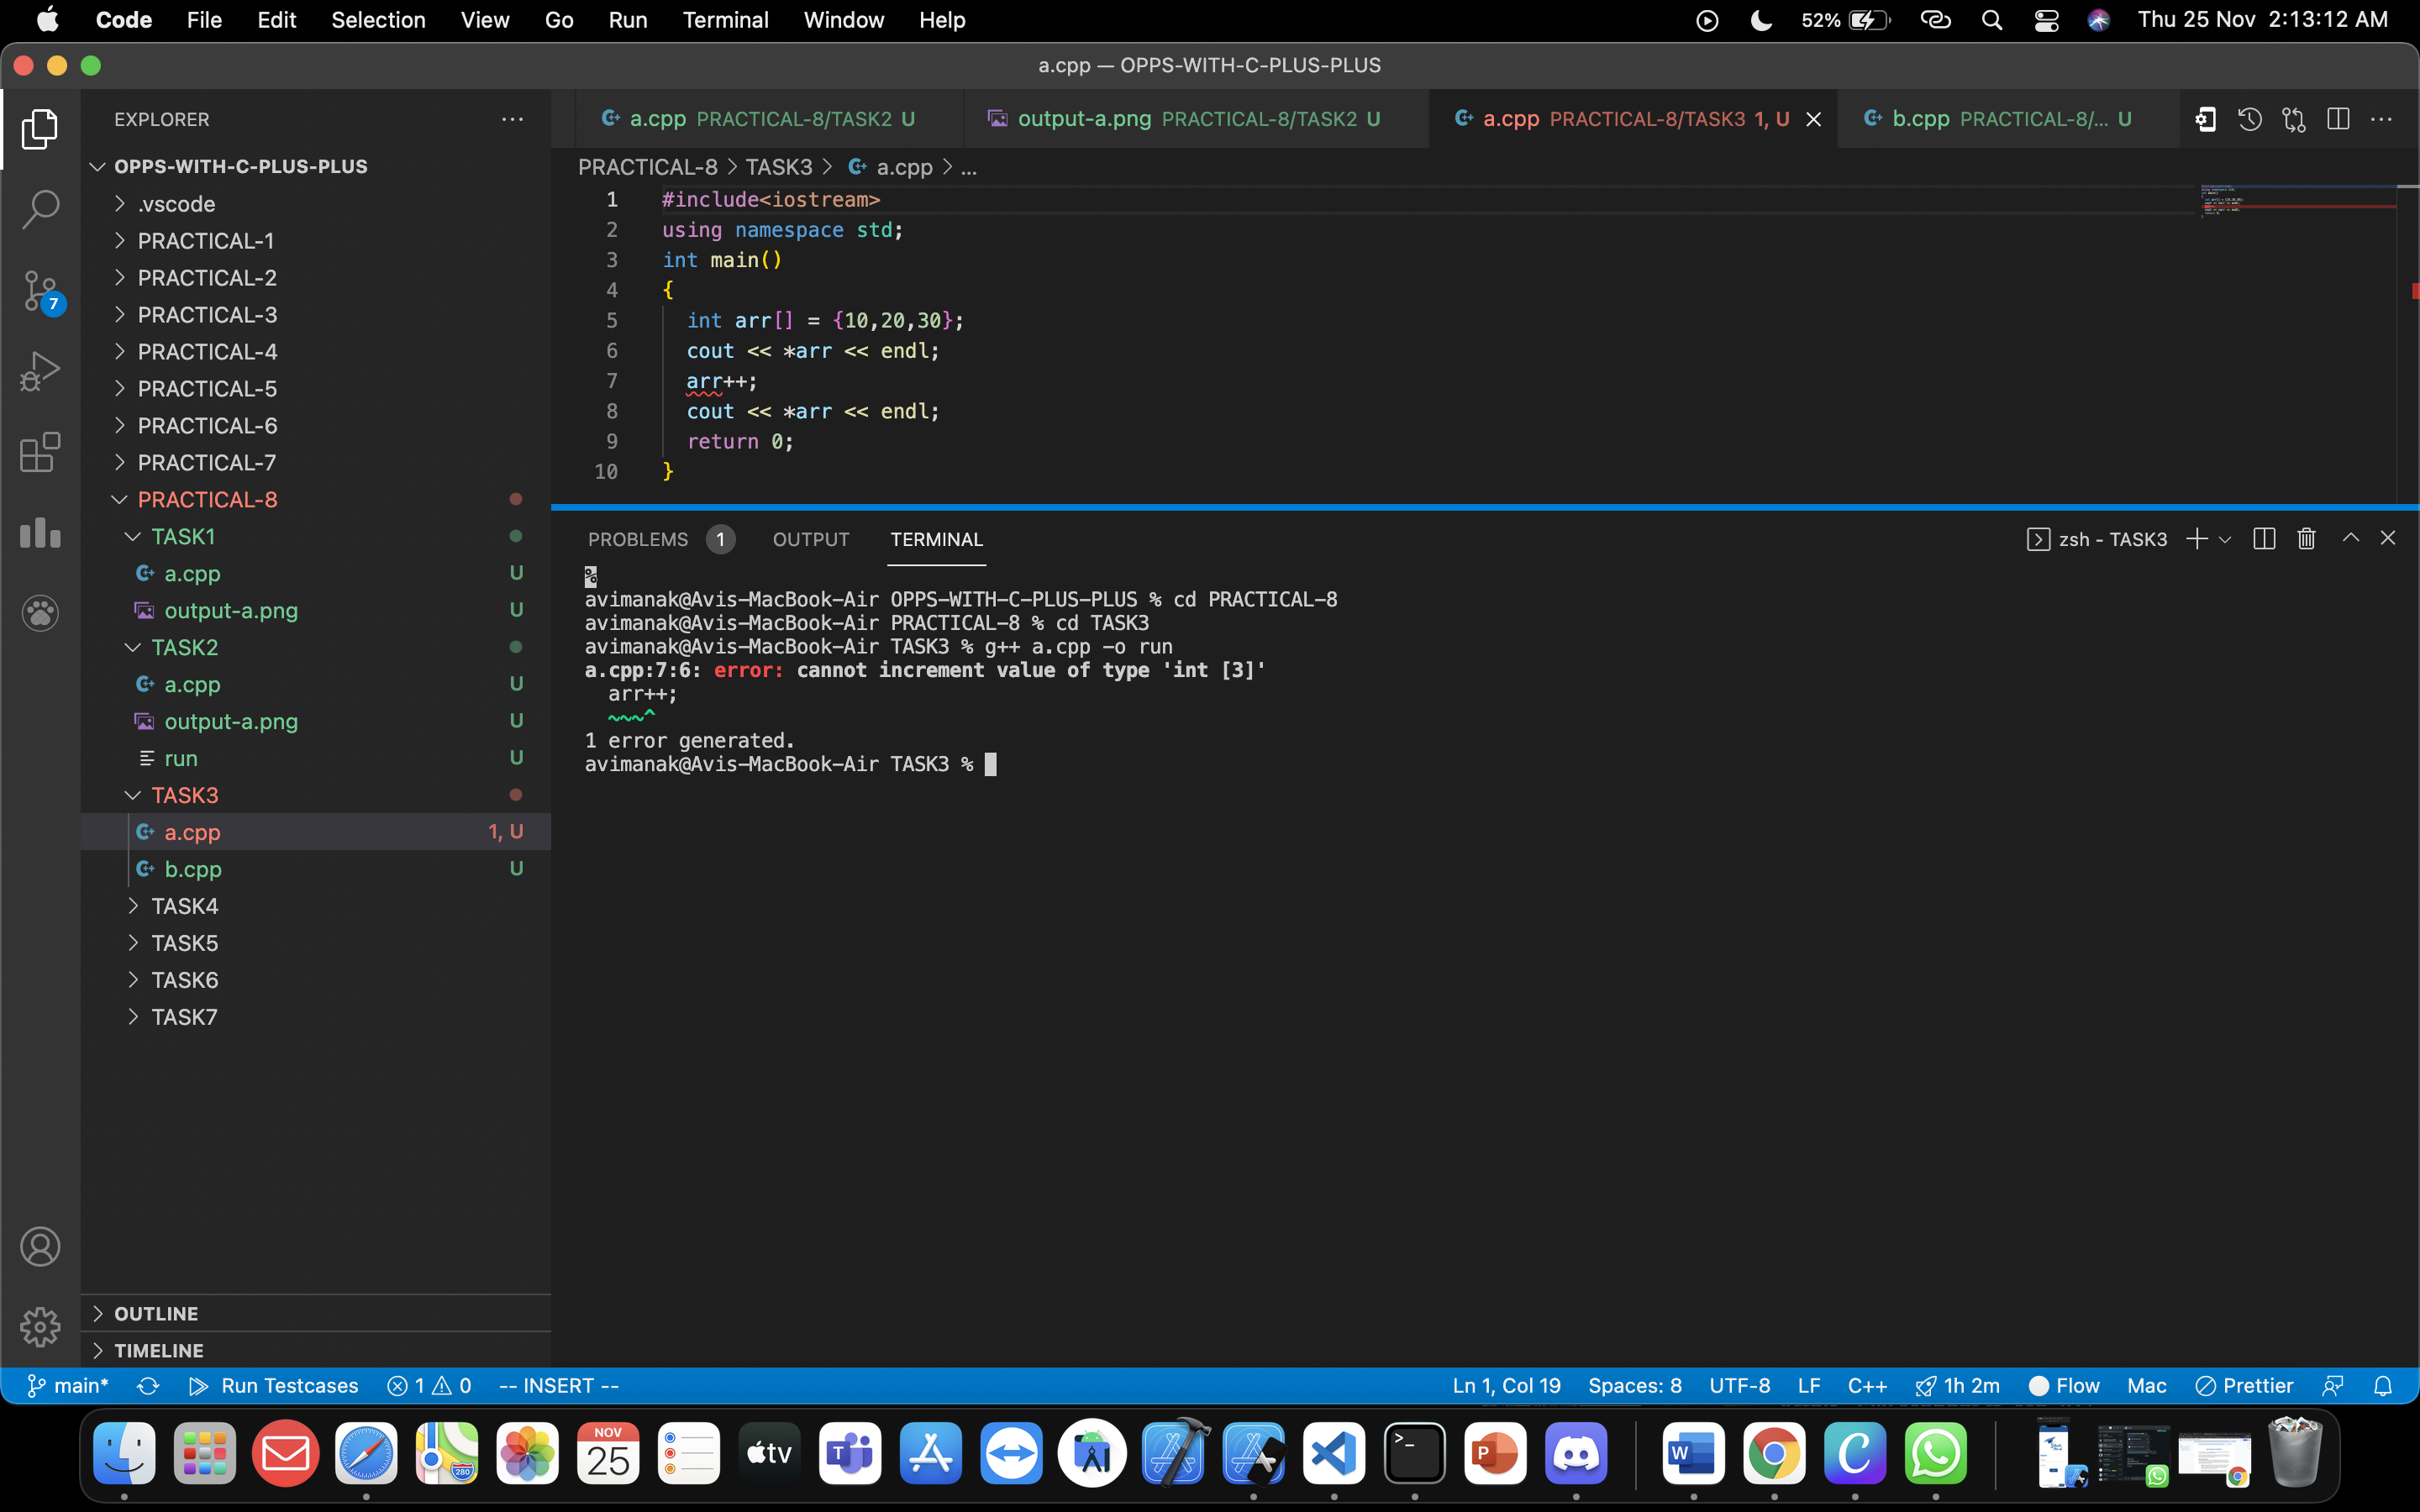 Code File Edit Selection View Go Run Terminal Window Help 52% Thu 25 Nov 2:13:12 AM
a.cpp — OPPS-WITH-C-PLUS-PLUS
EXPLORER
OPPS-WITH-C-PLUS-PLUS
.vscode
PRACTICAL-1
PRACTICAL-2
PRACTICAL-3
PRACTICAL-4
PRACTICAL-5
PRACTICAL-6
PRACTICAL-7
PRACTICAL-8
TASK1
a.cpp U
output-a.png U
TASK2
a.cpp U
output-a.png U
run U
TASK3
a.cpp 1, U
b.cpp U
TASK4
TASK5
TASK6
TASK7
OUTLINE
TIMELINE
7
a.cpp PRACTICAL-8/TASK2 U output-a.png PRACTICAL-8/TASK2 U a.cpp PRACTICAL-8/TASK3 1, U b.cpp PRACTICAL-8/... U
PRACTICAL-8 > TASK3 > a.cpp > ...
1 #include<iostream>
2 using namespace std;
3 int main()
4 {
5 int arr[] = {10,20,30};
6 cout << *arr << endl;
7 arr++;
8 cout << *arr << endl;
9 return 0;
10 }
PROBLEMS 1 OUTPUT TERMINAL zsh - TASK3
%
avimanak@Avis-MacBook-Air OPPS-WITH-C-PLUS-PLUS % cd PRACTICAL-8
avimanak@Avis-MacBook-Air PRACTICAL-8 % cd TASK3
avimanak@Avis-MacBook-Air TASK3 % g++ a.cpp -o run
a.cpp:7:6: error: cannot increment value of type 'int [3]'
arr++;
~~~^
1 error generated.
avimanak@Avis-MacBook-Air TASK3 %
main* Run Testcases 1 0 -- INSERT -- Ln 1, Col 19 Spaces: 8 UTF-8 LF C++ 1h 2m Flow Mac Prettier
NOV
25
280
tv
T
>_
P
W
C